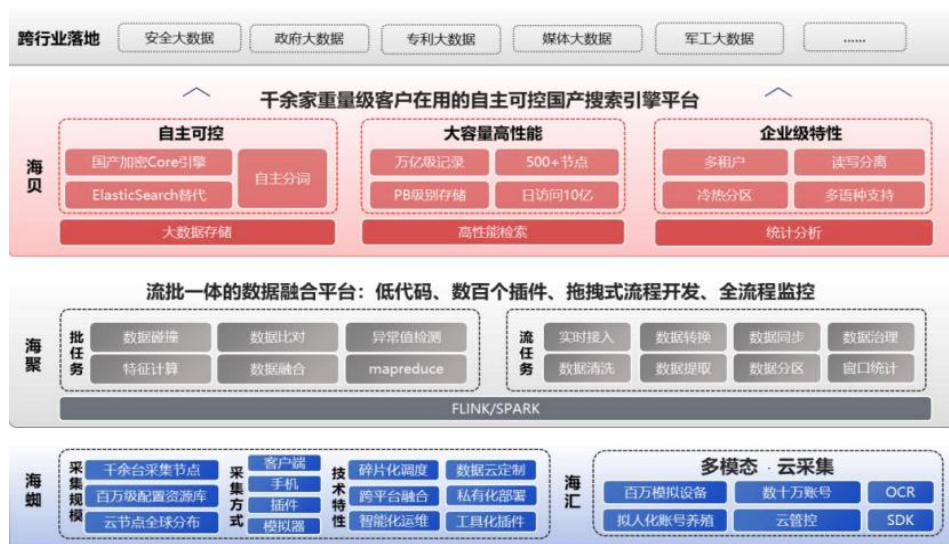 跨行业落地 安全大数据 政府大数据 专利大数据 媒体大数据 军工大数据 ......
千余家重量级客户在用的自主可控国产搜索引擎平台
海贝
自主可控 大容量高性能 企业级特性
国产加密Core引擎 自主分词 万亿级记录 500+节点 多租户 读写分离
ElasticSearch替代 PB级别存储 日访问10亿 冷热分区 多语种支持
大数据存储 高性能检索 统计分析
流批一体的数据融合平台：低代码、数百个插件、拖拽式流程开发、全流程监控
海聚
批任务 数据碰撞 数据比对 异常值检测
特征计算 数据融合 mapreduce
流任务 实时接入 数据转换 数据同步 数据治理
数据清洗 数据提取 数据分区 窗口统计
FLINK/SPARK
海蜘
采集规模
千余台采集节点
百万级配置资源库
云节点全球分布
采集方式
客户端
手机
插件
模拟器
技术特性
碎片化调度 数据云定制
跨平台融合 私有化部署
智能化运维 工具化插件
海汇
多模态·云采集
百万模拟设备 数十万账号 OCR
拟人化账号养殖 云管控 SDK